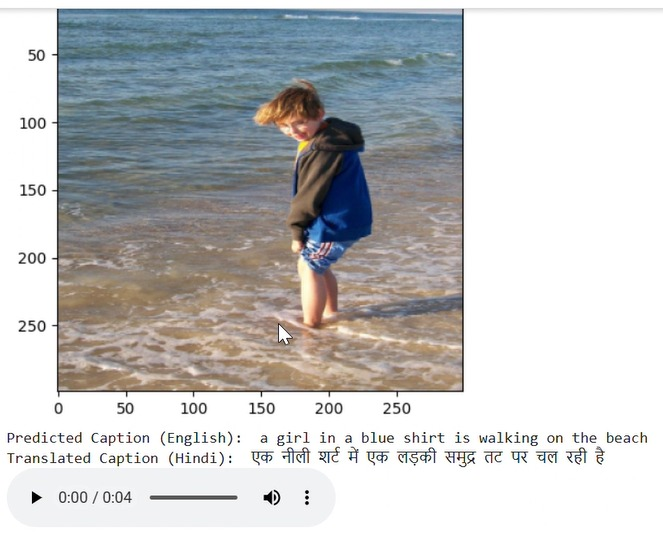 50
100
150
200
250
0 50 100 150 200 250
Predicted Caption (English): a girl in a blue shirt is walking on the beach
Translated Caption (Hindi): एक नीली शर्ट में एक लड़की समुद्र तट पर चल रही है
0:00 / 0:04